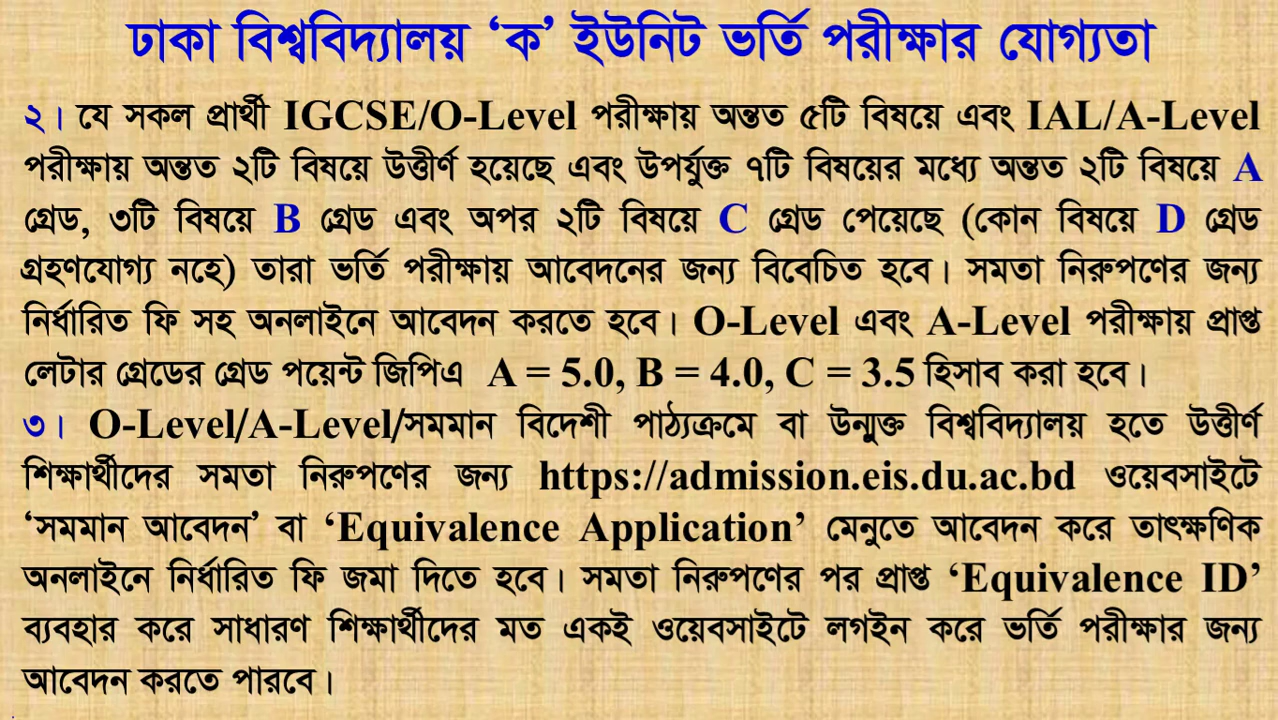 ঢাকা বিশ্ববিদ্যালয় ‘ক’ ইউনিট ভর্তি পরীক্ষার যোগ্যতা
২। যে সকল প্রার্থী IGCSE/O-Level পরীক্ষায় অন্তত ৫টি বিষয়ে এবং IAL/A-Level
পরীক্ষায় অন্তত ২টি বিষয়ে উত্তীর্ণ হয়েছে এবং উপর্যুক্ত ৭টি বিষয়ের মধ্যে অন্তত ২টি বিষয়ে A
গ্রেড, ৩টি বিষয়ে B গ্রেড এবং অপর ২টি বিষয়ে C গ্রেড পেয়েছে (কোন বিষয়ে D গ্রেড
গ্রহণযোগ্য নহে) তারা ভর্তি পরীক্ষায় আবেদনের জন্য বিবেচিত হবে। সমতা নিরুপণের জন্য
নির্ধারিত ফি সহ অনলাইনে আবেদন করতে হবে। O-Level এবং A-Level পরীক্ষায় প্রাপ্ত
লেটার গ্রেডের গ্রেড পয়েন্ট জিপিএ A = 5.0, B = 4.0, C = 3.5 হিসাব করা হবে।
৩। O-Level/A-Level/সমমান বিদেশী পাঠ্যক্রমে বা উন্মুক্ত বিশ্ববিদ্যালয় হতে উত্তীর্ণ
শিক্ষার্থীদের সমতা নিরুপণের জন্য https://admission.eis.du.ac.bd ওয়েবসাইটে
‘সমমান আবেদন’ বা ‘Equivalence Application’ মেনুতে আবেদন করে তাৎক্ষণিক
অনলাইনে নির্ধারিত ফি জমা দিতে হবে। সমতা নিরুপণের পর প্রাপ্ত ‘Equivalence ID’
ব্যবহার করে সাধারণ শিক্ষার্থীদের মত একই ওয়েবসাইটে লগইন করে ভর্তি পরীক্ষার জন্য
আবেদন করতে পারবে।